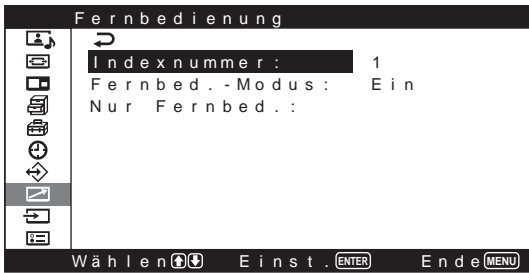 Fernbedienung
Indexnummer: 1
Fernbed.-Modus: Ein
Nur Fernbed.:
Wählen Einst. ENTER Ende MENU